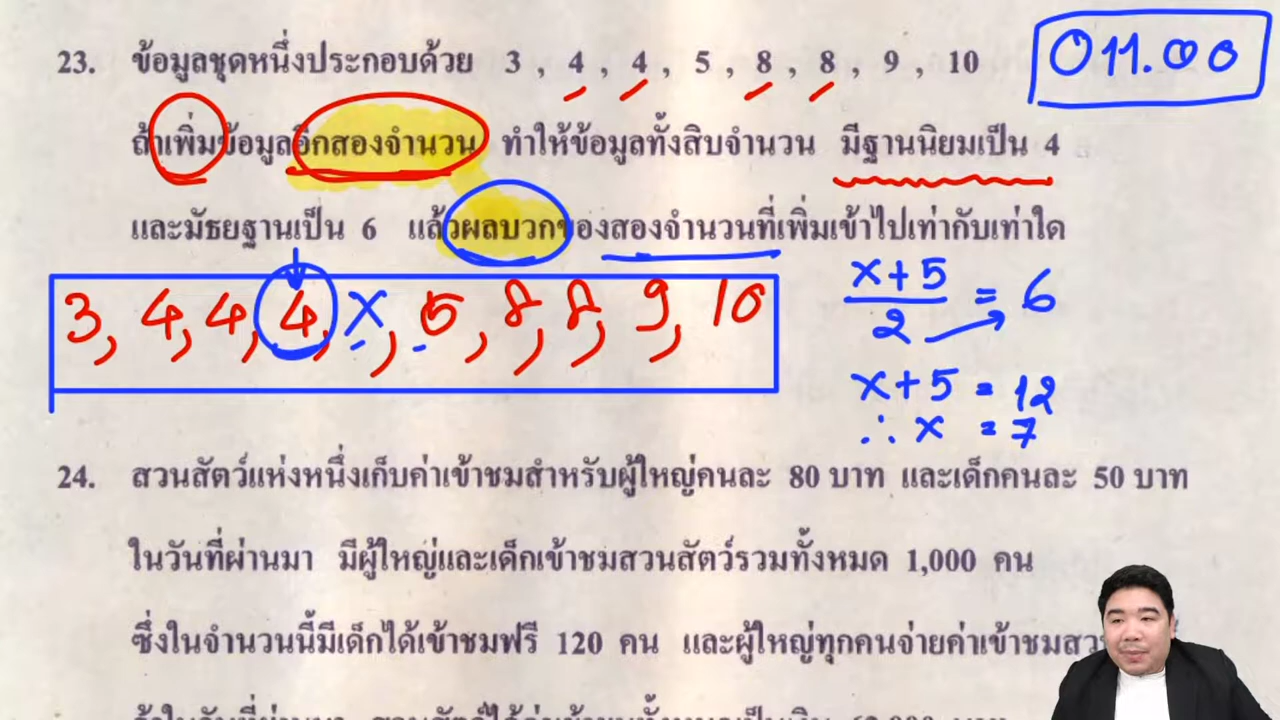 23. ข้อมูลชุดหนึ่งประกอบด้วย 3 , 4 , 4 , 5 , 8 , 8 , 9 , 10
011.00
ถ้าเพิ่มข้อมูลอีกสองจำนวน ทำให้ข้อมูลทั้งสิบจำนวน มีฐานนิยมเป็น 4
และมัธยฐานเป็น 6 แล้วผลบวกของสองจำนวนที่เพิ่มเข้าไปเท่ากับเท่าใด
3, 4, 4, 4, x, 5, 8, 8, 9, 10
x+5
2
= 6
x+5 = 12
∴ x = 7
24. สวนสัตว์แห่งหนึ่งเก็บค่าเข้าชมสำหรับผู้ใหญ่คนละ 80 บาท และเด็กคนละ 50 บาท
ในวันที่ผ่านมา มีผู้ใหญ่และเด็กเข้าชมสวนสัตว์รวมทั้งหมด 1,000 คน
ซึ่งในจำนวนนี้มีเด็กได้เข้าชมฟรี 120 คน และผู้ใหญ่ทุกคนจ่ายค่าเข้าชมสว